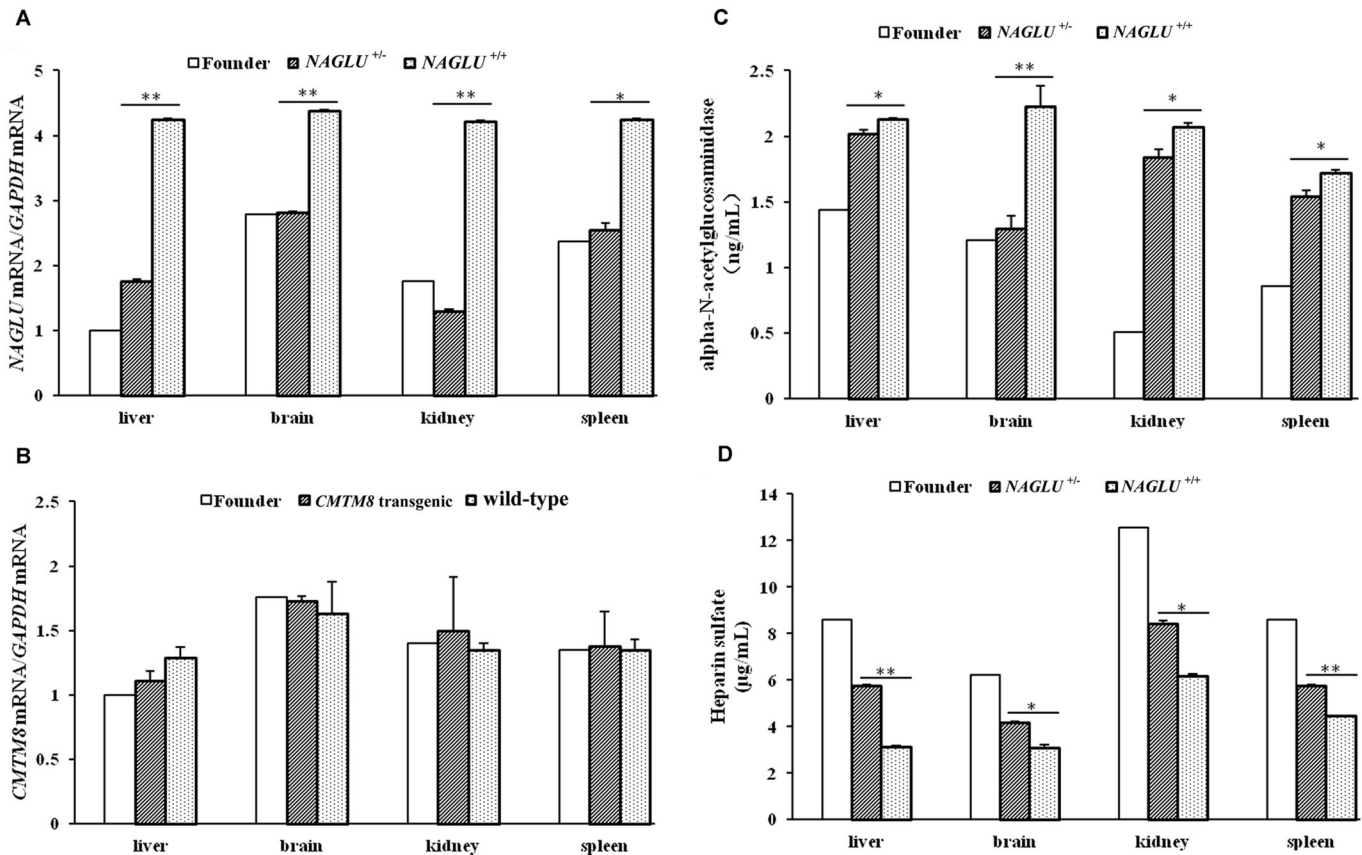 A
Founder NAGLU +/- NAGLU +/+
NAGLU mRNA/GAPDH mRNA
5
4
3
2
1
0
** ** ** *
liver brain kidney spleen
B
Founder CMTM8 transgenic wild-type
CMTM8 mRNA/GAPDH mRNA
2.5
2
1.5
1
0.5
0
liver brain kidney spleen
C
Founder NAGLU +/- NAGLU +/+
alpha-N-acetylglucosaminidase
(ng/mL)
2.5
2
1.5
1
0.5
0
* ** * *
liver brain kidney spleen
D
Founder NAGLU +/- NAGLU +/+
Heparin sulfate
(μg/mL)
14
12
10
8
6
4
2
0
** * * **
liver brain kidney spleen